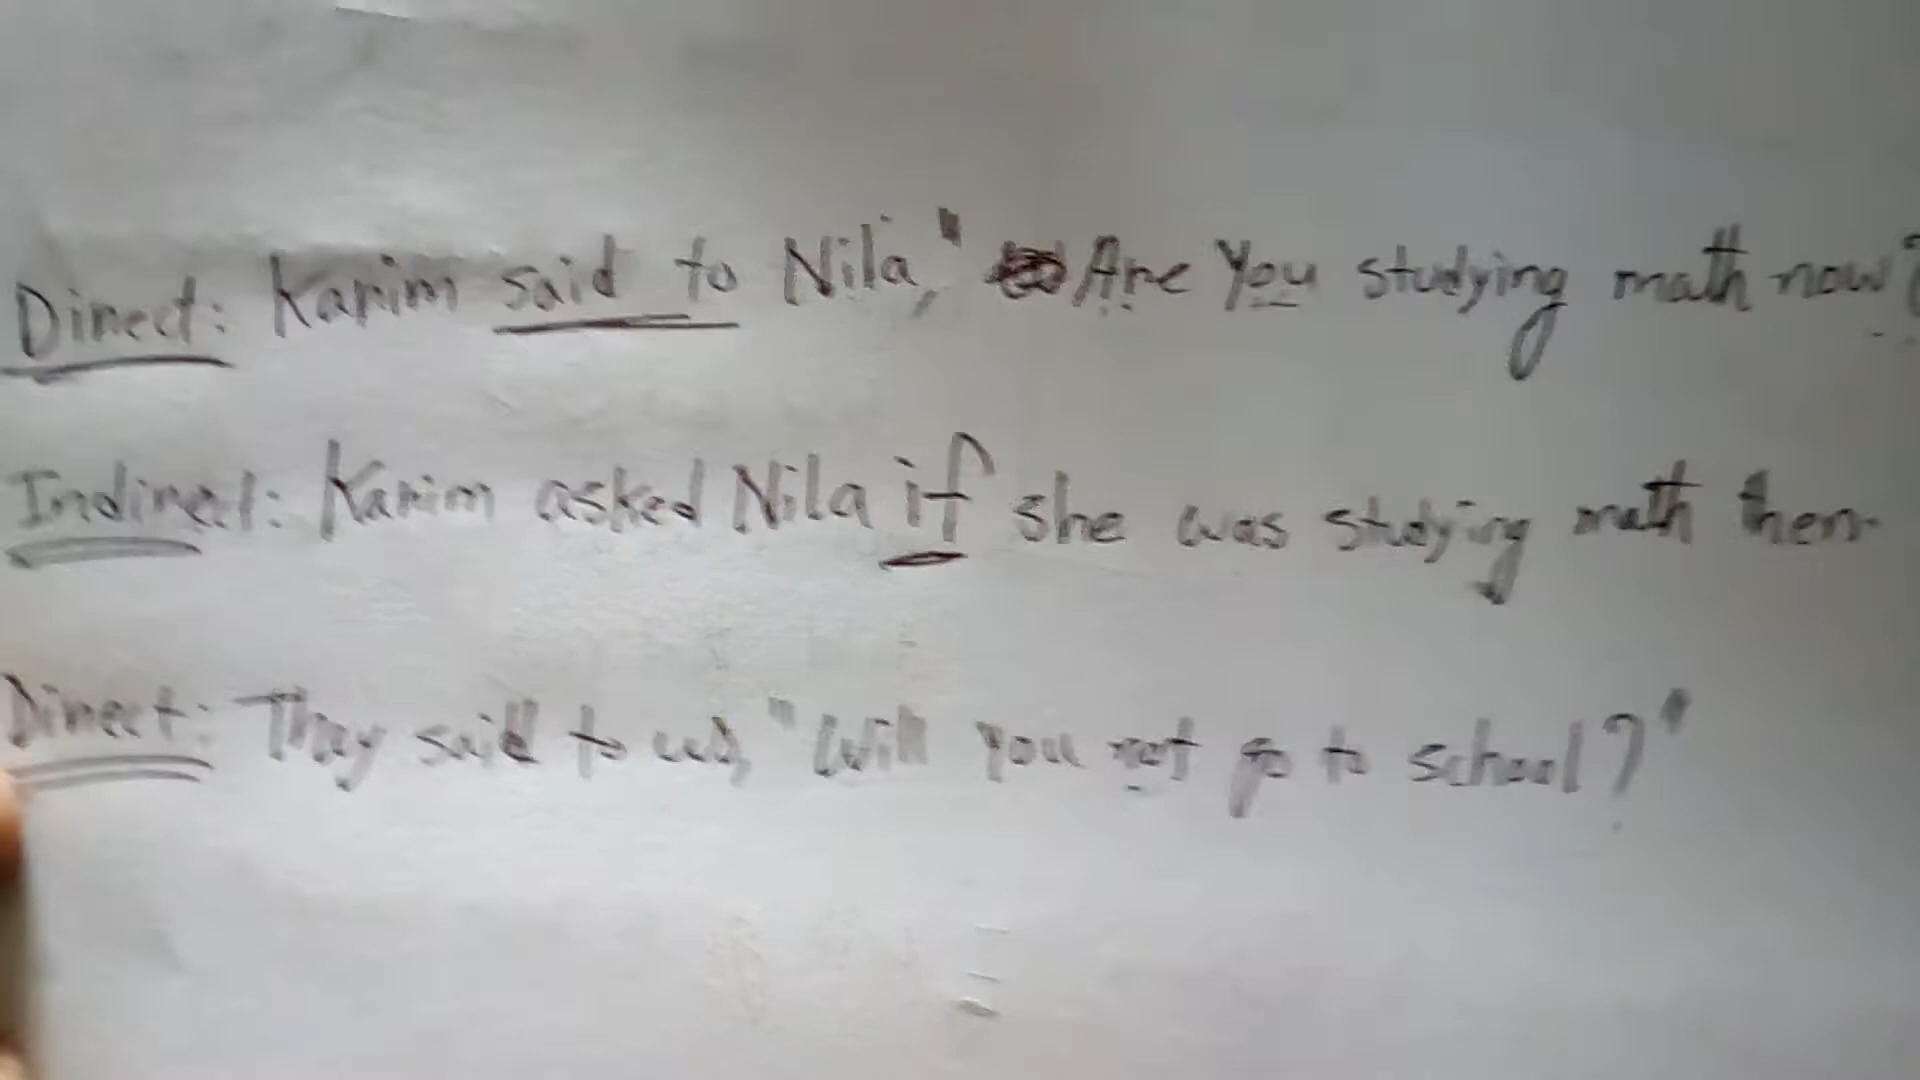 Direct: Karim said to Nila, " Are You studying math now?
Indirect: Karim asked Nila if she was studying math then.
Direct: They said to us, "Will you not go to school?"